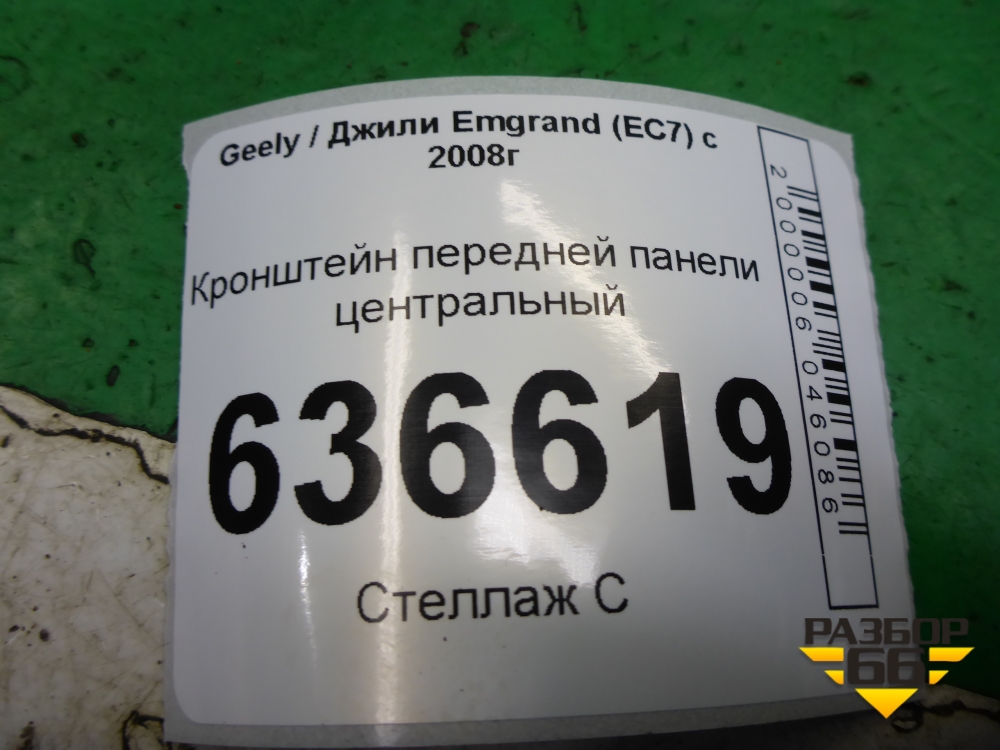 Geely / Джили Emgrand (EC7) с
2008г
Кронштейн передней панели
центральный
636619
Стеллаж С
2000006046086
РАЗБОР
66